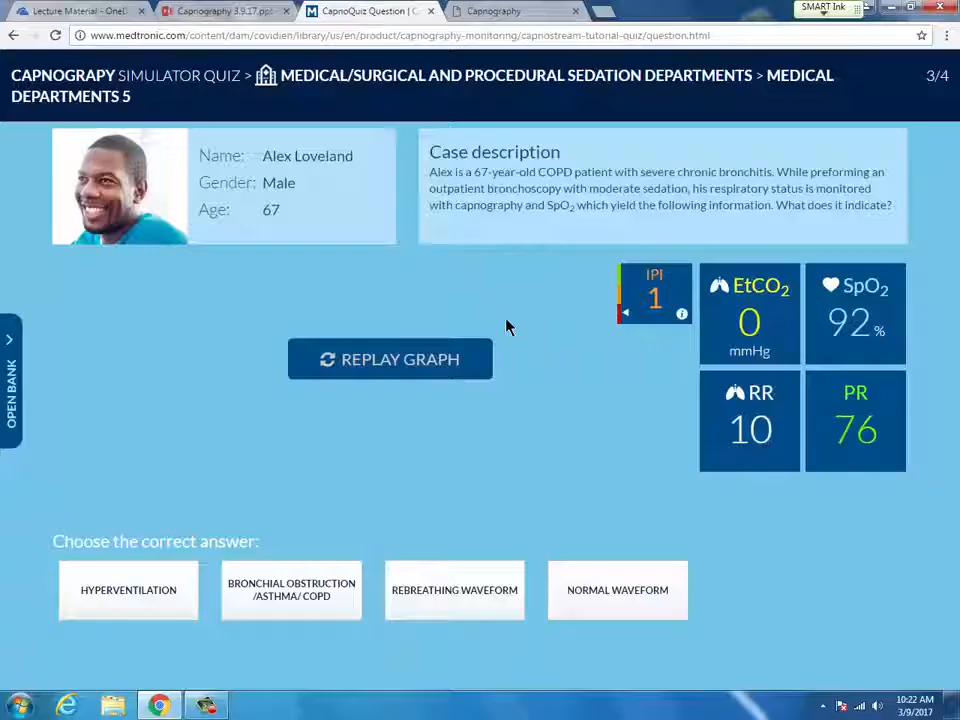 Lecture Material - OneD
Capnography 3.9.17.ppt
CapnoQuiz Question | C
Capnography
SMART Ink
www.medtronic.com/content/dam/covidien/library/us/en/product/capnography-monitoring/capnostream-tutorial-quiz/question.html
CAPNOGRAPY SIMULATOR QUIZ > MEDICAL/SURGICAL AND PROCEDURAL SEDATION DEPARTMENTS > MEDICAL
DEPARTMENTS 5
3/4
Name: Alex Loveland
Gender: Male
Age: 67
Case description
Alex is a 67-year-old COPD patient with severe chronic bronchitis. While preforming an
outpatient bronchoscopy with moderate sedation, his respiratory status is monitored
with capnography and SpO2 which yield the following information. What does it indicate?
IPI
1
EtCO2
0
mmHg
SpO2
92 %
RR
10
PR
76
REPLAY GRAPH
OPEN BANK
Choose the correct answer:
HYPERVENTILATION
BRONCHIAL OBSTRUCTION
/ASTHMA/ COPD
REBREATHING WAVEFORM
NORMAL WAVEFORM
10:22 AM
3/9/2017